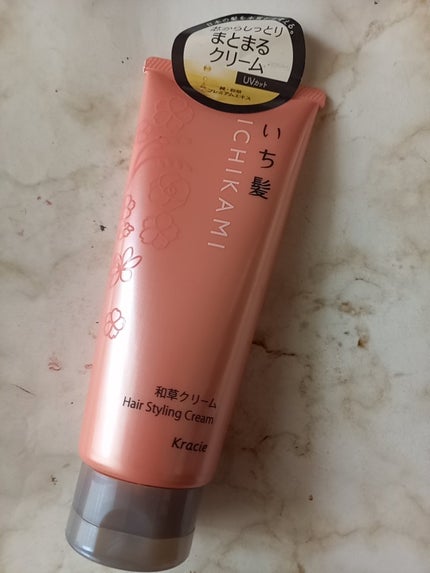 まとまる
クリーム
UVカット
いち髪
ICHIKAMI
和草クリーム
Hair Styling Cream
Kracie